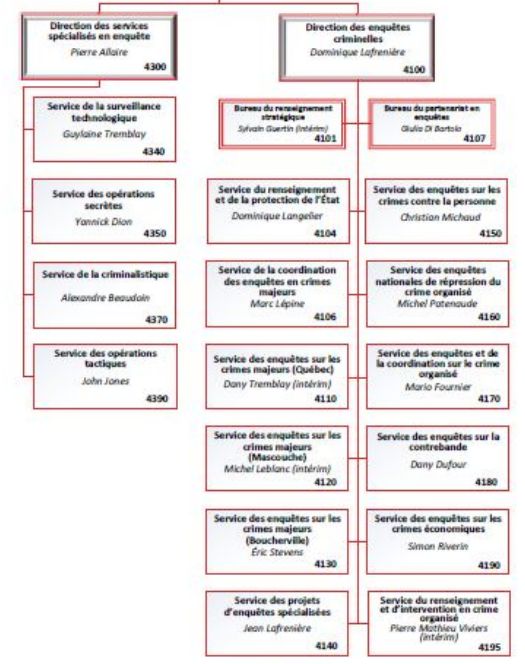 Direction des services
spécialisés en enquête
Pierre Allaire
4300
Direction des enquêtes
criminelles
Dominique Lafrenière
4100
Service de la surveillance
technologique
Guylaine Tremblay
4340
Service des opérations
secrètes
Yannick Dion
4350
Service de la criminalistique
Alexandre Beaudoin
4370
Service des opérations
tactiques
John Jones
4390
Bureau du renseignement
stratégique
Sylvain Guertin (intérim)
4101
Bureau du partenariat en
enquêtes
Giulia Di Bartolo
4107
Service du renseignement
et de la protection de l'État
Dominique Langelier
4104
Service des enquêtes sur les
crimes contre la personne
Christian Michaud
4150
Service de la coordination
des enquêtes en crimes
majeurs
Marc Lépine
4106
Service des enquêtes
nationales de répression du
crime organisé
Michel Patenaude
4160
Service des enquêtes sur les
crimes majeurs (Québec)
Dany Tremblay (intérim)
4110
Service des enquêtes et de
la coordination sur le crime
organisé
Mario Fournier
4170
Service des enquêtes sur les
crimes majeurs
(Mascouche)
Michel Leblanc (intérim)
4120
Service des enquêtes sur la
contrebande
Dany Dufour
4180
Service des enquêtes sur les
crimes majeurs
(Boucherville)
Éric Stevens
4130
Service des enquêtes sur les
crimes économiques
Simon Riverin
4190
Service des projets
d'enquêtes spécialisées
Jean Lafrenière
4140
Service du renseignement
et d'intervention en crime
organisé
Pierre Mathieu Viviers
(intérim)
4195